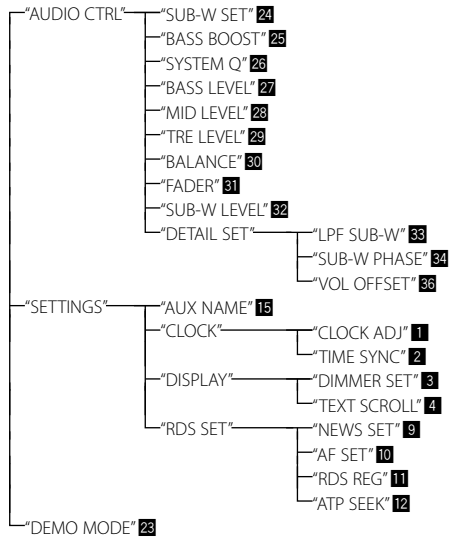 “AUDIO CTRL” “SUB-W SET” 24
“BASS BOOST” 25
“SYSTEM Q” 26
“BASS LEVEL” 27
“MID LEVEL” 28
“TRE LEVEL” 29
“BALANCE” 30
“FADER” 31
“SUB-W LEVEL” 32
“DETAIL SET” “LPF SUB-W” 33
“SUB-W PHASE” 34
“VOL OFFSET” 36
“SETTINGS” “AUX NAME” 15
“CLOCK” “CLOCK ADJ” 1
“TIME SYNC” 2
“DISPLAY” “DIMMER SET” 3
“TEXT SCROLL” 4
“RDS SET” “NEWS SET” 9
“AF SET” 10
“RDS REG” 11
“ATP SEEK” 12
“DEMO MODE” 23